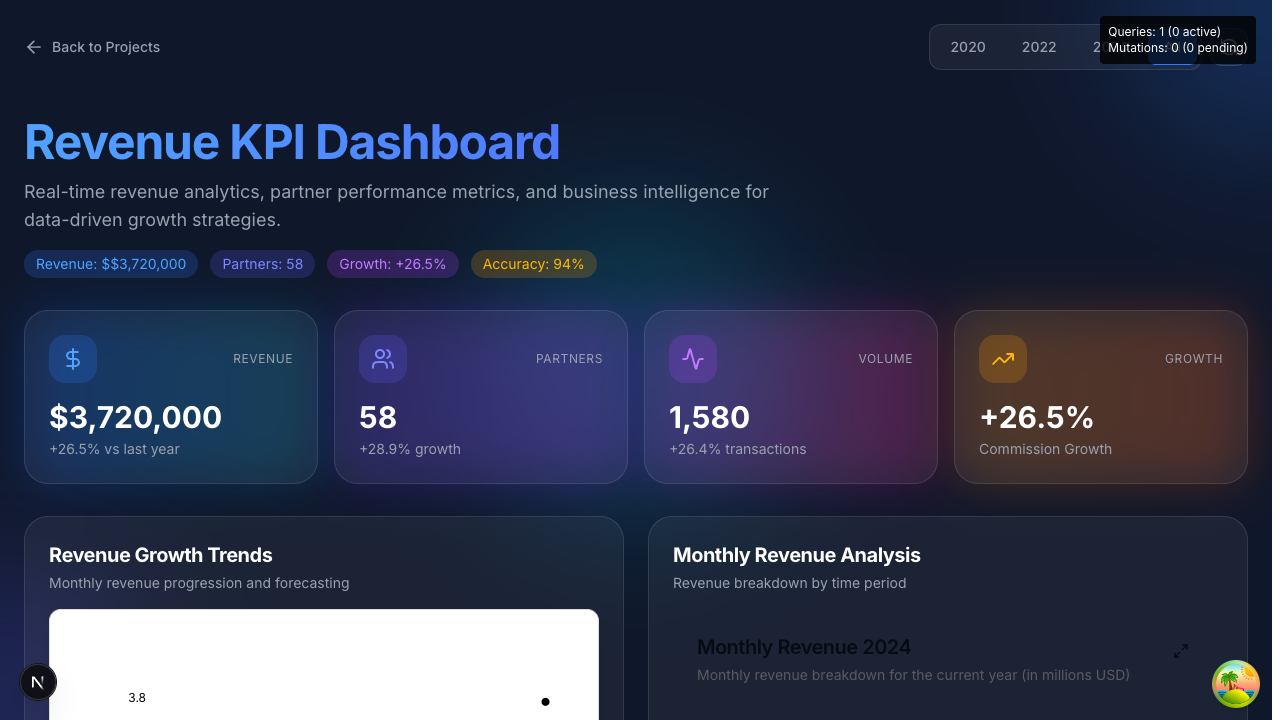 Back to Projects
2020
2022
Queries: 1 (0 active)
Mutations: 0 (0 pending)
Revenue KPI Dashboard
Real-time revenue analytics, partner performance metrics, and business intelligence for
data-driven growth strategies.
Revenue: $$3,720,000
Partners: 58
Growth: +26.5%
Accuracy: 94%
REVENUE
$3,720,000
+26.5% vs last year
PARTNERS
58
+28.9% growth
VOLUME
1,580
+26.4% transactions
GROWTH
+26.5%
Commission Growth
Revenue Growth Trends
Monthly revenue progression and forecasting
3.8
Monthly Revenue Analysis
Revenue breakdown by time period
Monthly Revenue 2024
Monthly revenue breakdown for the current year (in millions USD)
N